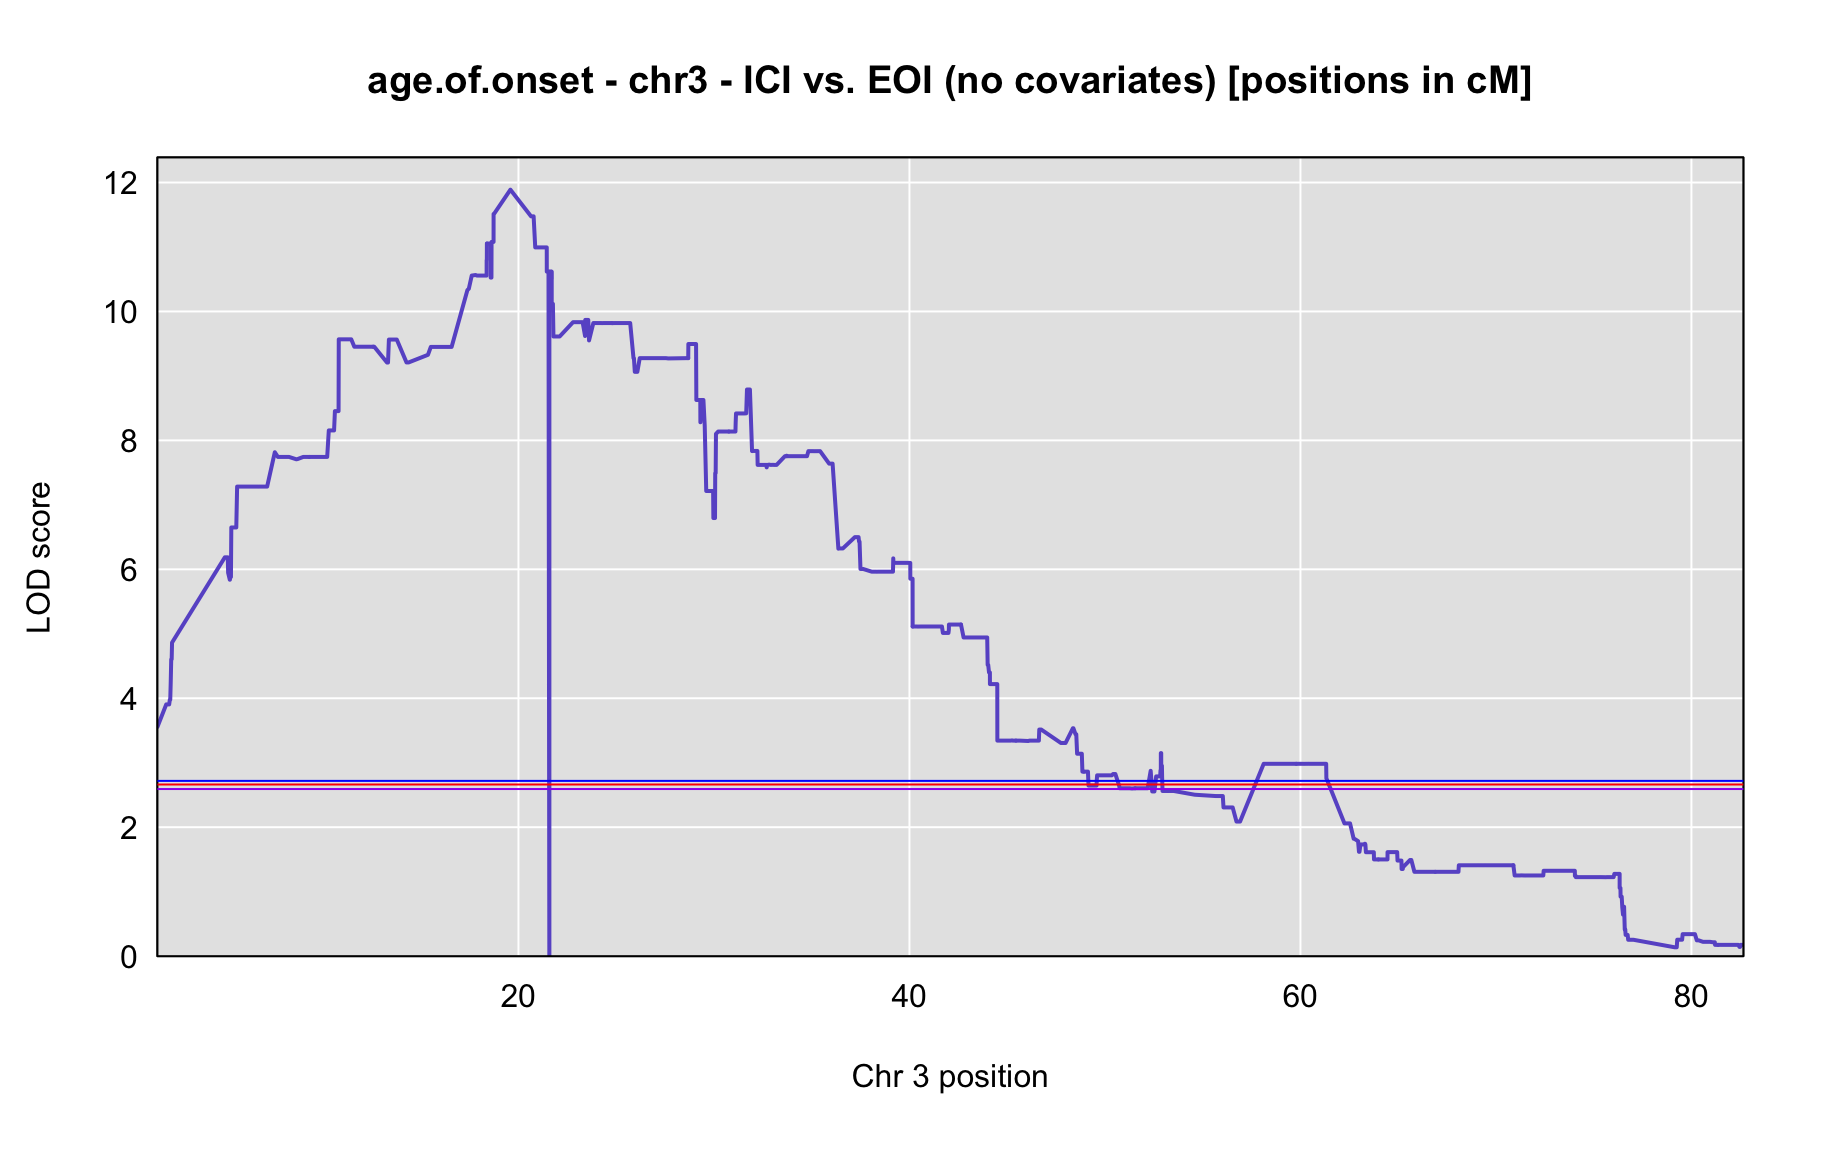 age.of.onset - chr3 - ICI vs. EOI (no covariates) [positions in cM]
12
10
8
6
4
2
0
LOD score
20 40 60 80
Chr 3 position